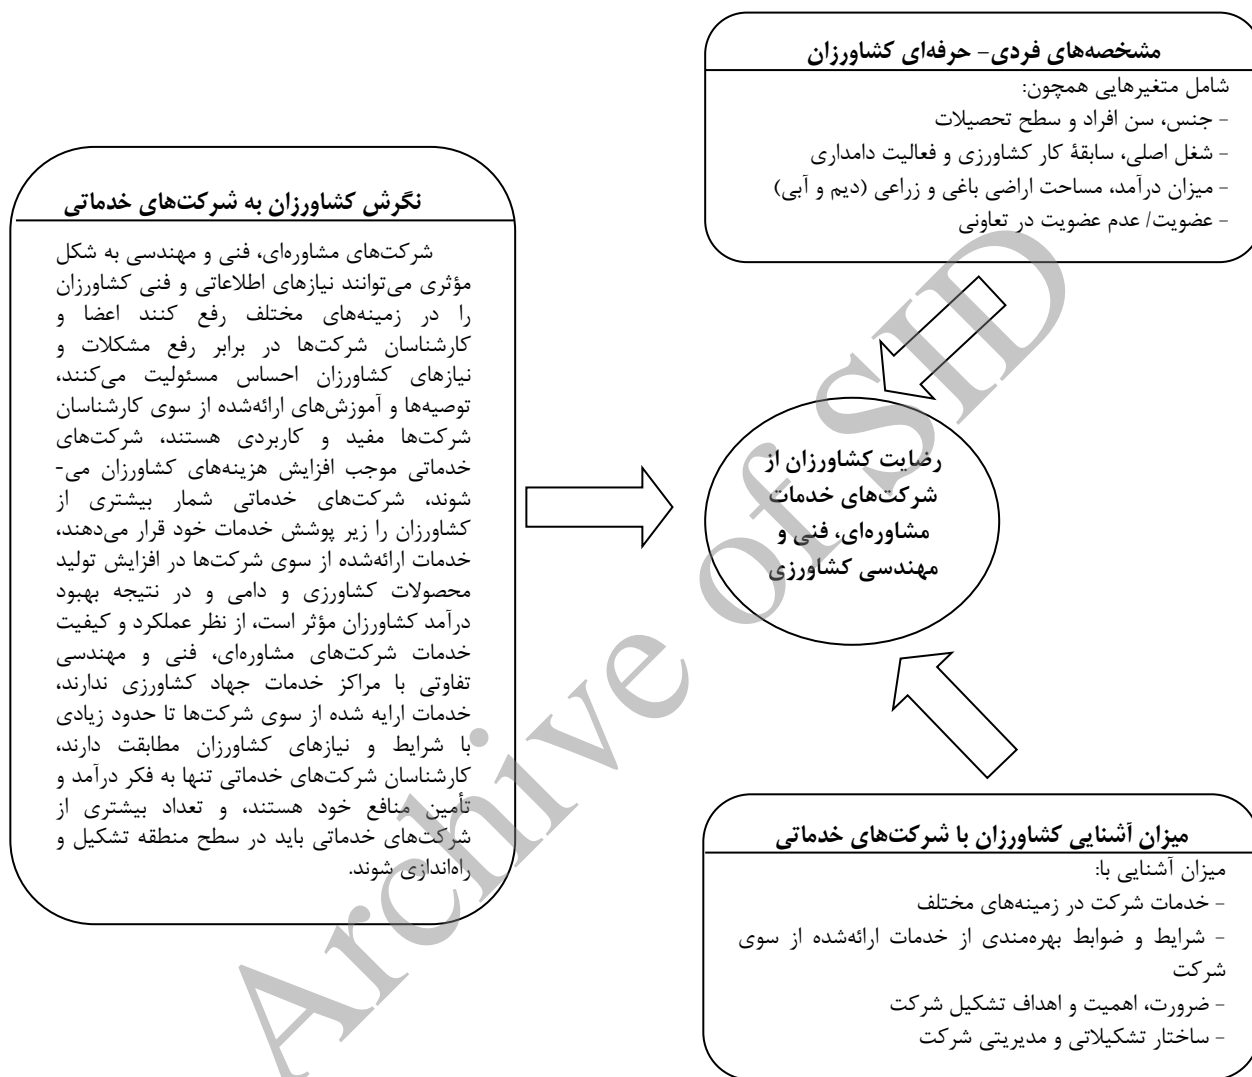 مشخصه‌های فردی- حرفه‌ای کشاورزان
شامل متغیرهایی همچون:
- جنس، سن افراد و سطح تحصیلات
- شغل اصلی، سابقهٔ کار کشاورزی و فعالیت دامداری
- میزان درآمد، مساحت اراضی باغی و زراعی (دیم و آبی)
- عضویت/ عدم عضویت در تعاونی
نگرش کشاورزان به شرکت‌های خدماتی
شرکت‌های مشاوره‌ای، فنی و مهندسی به شکل
مؤثری می‌توانند نیازهای اطلاعاتی و فنی کشاورزان
را در زمینه‌های مختلف رفع کنند اعضا و
کارشناسان شرکت‌ها در برابر رفع مشکلات و
نیازهای کشاورزان احساس مسئولیت می‌کنند،
توصیه‌ها و آموزش‌های ارائه‌شده از سوی کارشناسان
شرکت‌ها مفید و کاربردی هستند، شرکت‌های
خدماتی موجب افزایش هزینه‌های کشاورزان می-
شوند، شرکت‌های خدماتی شمار بیشتری از
کشاورزان را زیر پوشش خدمات خود قرار می‌دهند،
خدمات ارائه‌شده از سوی شرکت‌ها در افزایش تولید
محصولات کشاورزی و دامی و در نتیجه بهبود
درآمد کشاورزان مؤثر است، از نظر عملکرد و کیفیت
خدمات شرکت‌های مشاوره‌ای، فنی و مهندسی
تفاوتی با مراکز خدمات جهاد کشاورزی ندارند،
خدمات ارایه شده از سوی شرکت‌ها تا حدود زیادی
با شرایط و نیازهای کشاورزان مطابقت دارند،
کارشناسان شرکت‌های خدماتی تنها به فکر درآمد و
تأمین منافع خود هستند، و تعداد بیشتری از
شرکت‌های خدماتی باید در سطح منطقه تشکیل و
راه‌اندازی شوند.
رضایت کشاورزان از
شرکت‌های خدمات
مشاوره‌ای، فنی و
مهندسی کشاورزی
میزان آشنایی کشاورزان با شرکت‌های خدماتی
میزان آشنایی با:
- خدمات شرکت در زمینه‌های مختلف
- شرایط و ضوابط بهره‌مندی از خدمات ارائه‌شده از سوی
شرکت
- ضرورت، اهمیت و اهداف تشکیل شرکت
- ساختار تشکیلاتی و مدیریتی شرکت
Archive of SID